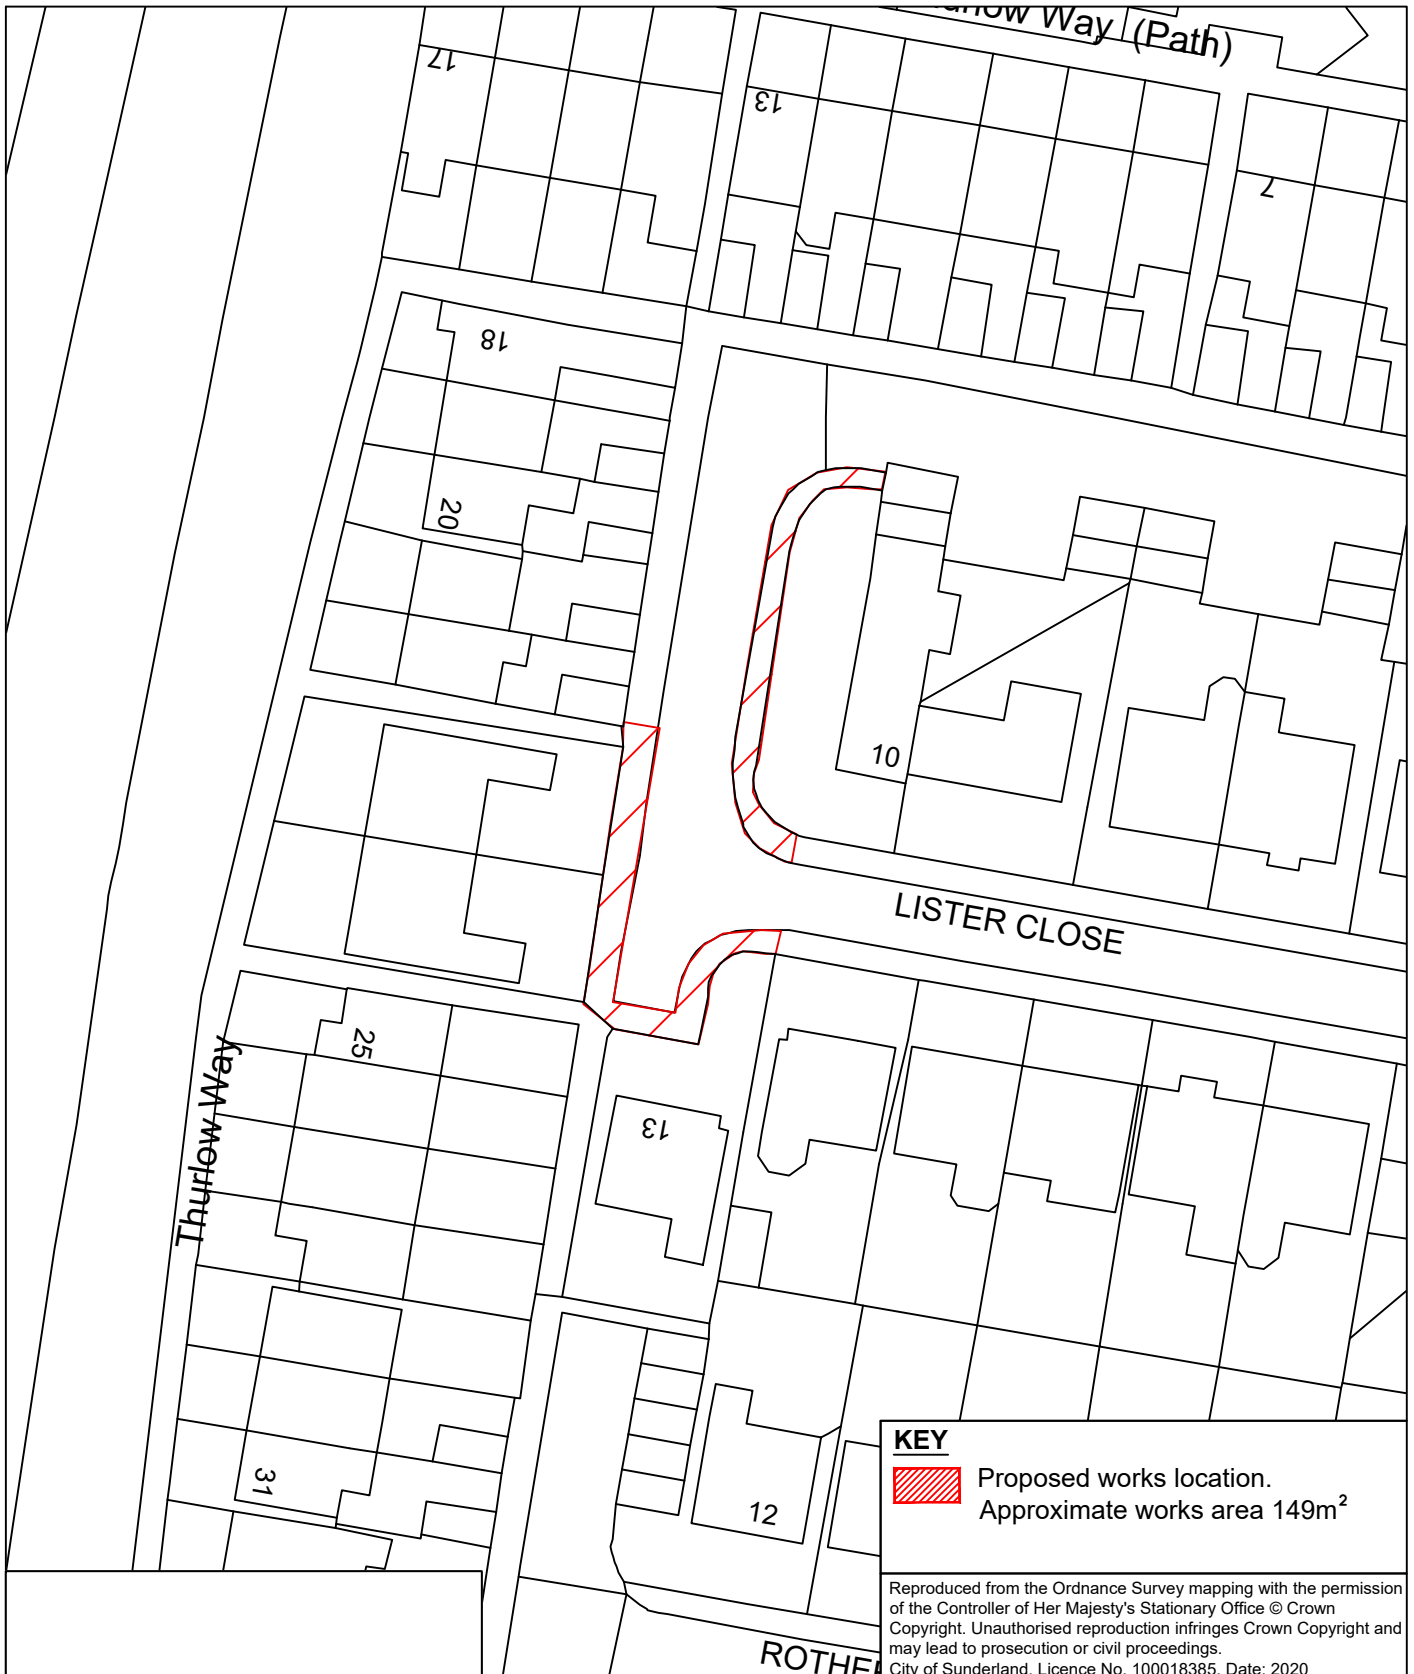 Way (Path)
17
13
7
18
20
10
LISTER CLOSE
25
Thurlow Way
13
31
12
KEY
Proposed works location.
Approximate works area 149m²
Reproduced from the Ordnance Survey mapping with the permission
of the Controller of Her Majesty's Stationary Office © Crown
Copyright. Unauthorised reproduction infringes Crown Copyright and
may lead to prosecution or civil proceedings.
City of Sunderland. Licence No. 100018385. Date: 2020